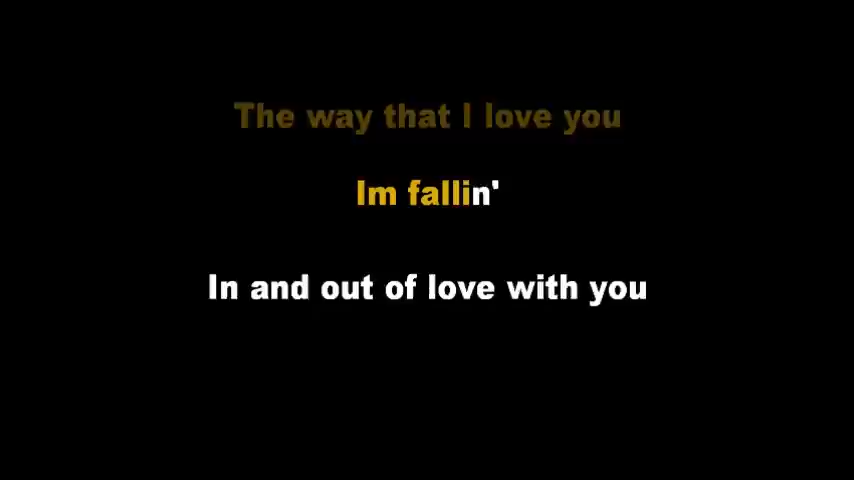 The way that I love you
Im fallin'
In and out of love with you